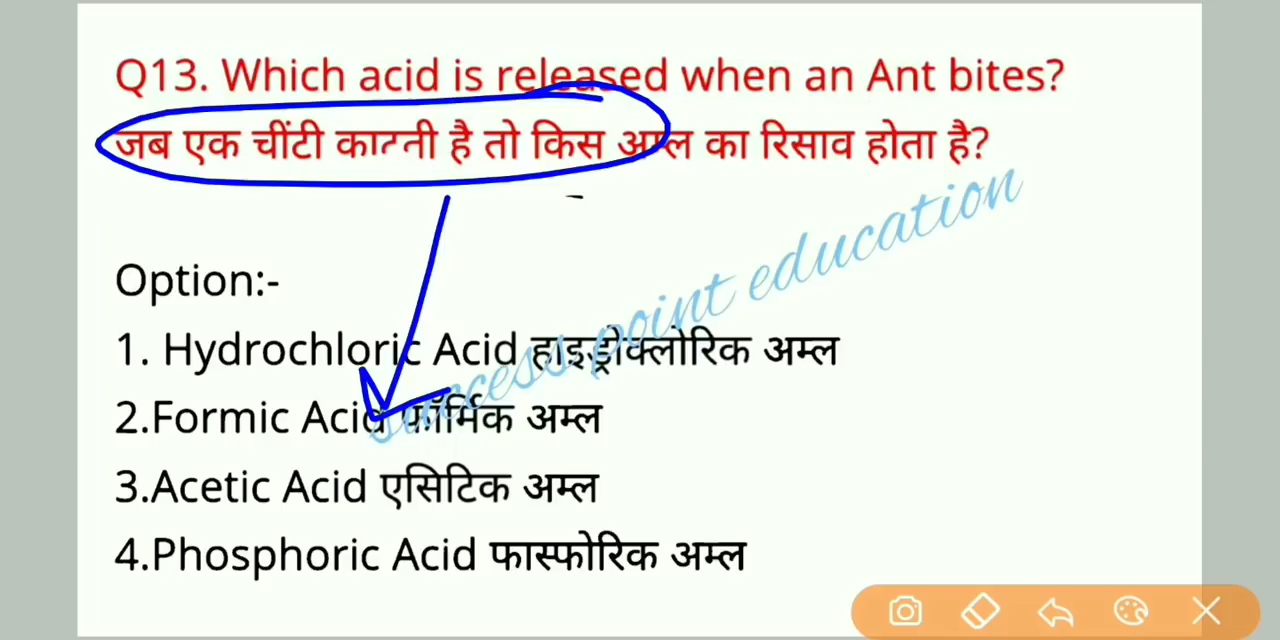 Q13. Which acid is released when an Ant bites?
जब एक चींटी काटती है तो किस अम्ल का रिसाव होता है?
Option:-
1. Hydrochloric Acid हाइड्रोक्लोरिक अम्ल
2.Formic Acid फॉर्मिक अम्ल
3.Acetic Acid एसिटिक अम्ल
4.Phosphoric Acid फास्फोरिक अम्ल
success point education